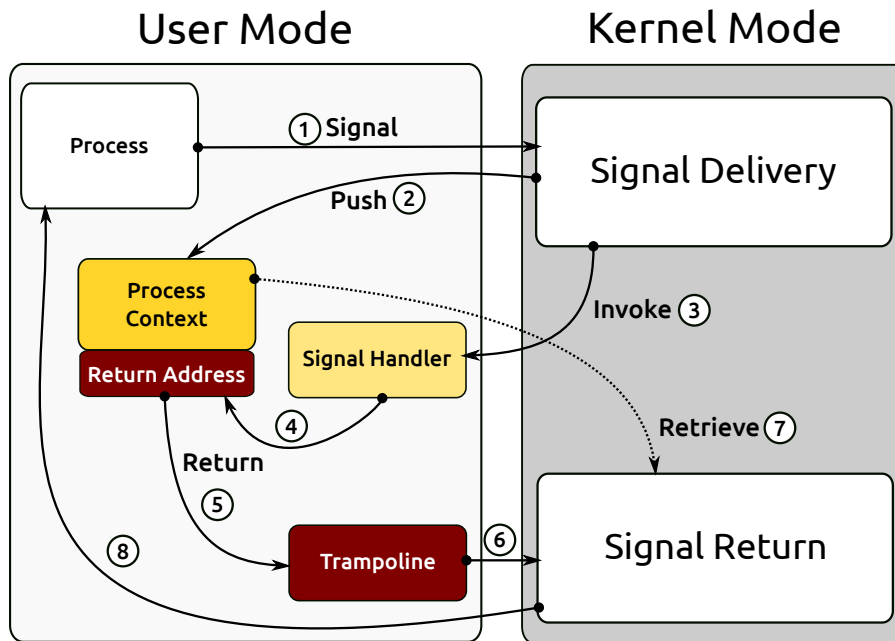 User Mode
Kernel Mode
Process
1 Signal
Signal Delivery
Push 2
Process
Context
Invoke 3
Return Address
Signal Handler
4
Retrieve 7
Return
5
Trampoline
6
Signal Return
8